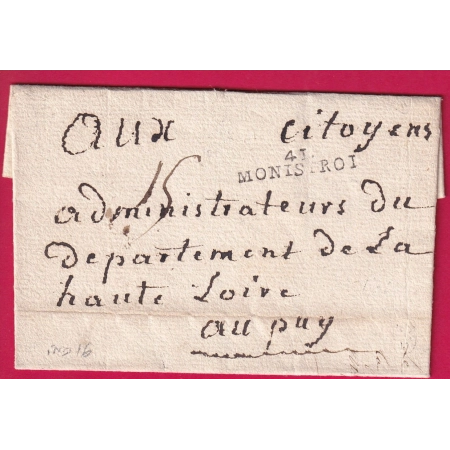 aux citoyens
41
MONISTROI
15
administrateurs du
departement de la
haute Loire
au puy